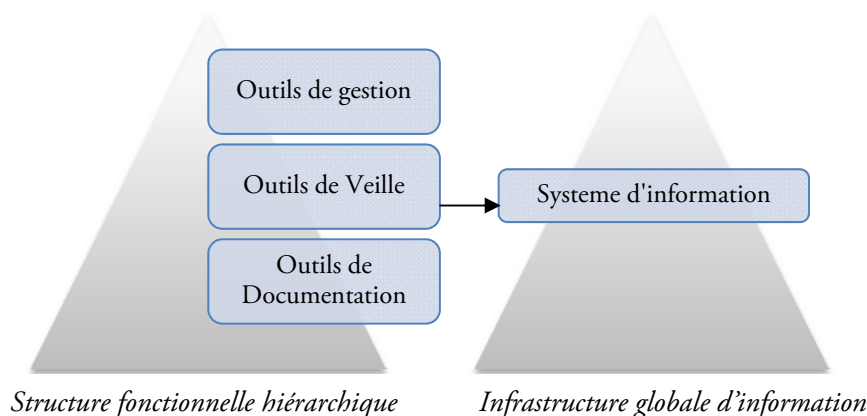 Outils de gestion
Outils de Veille
Systeme d'information
Outils de
Documentation
Structure fonctionnelle hiérarchique
Infrastructure globale d’information